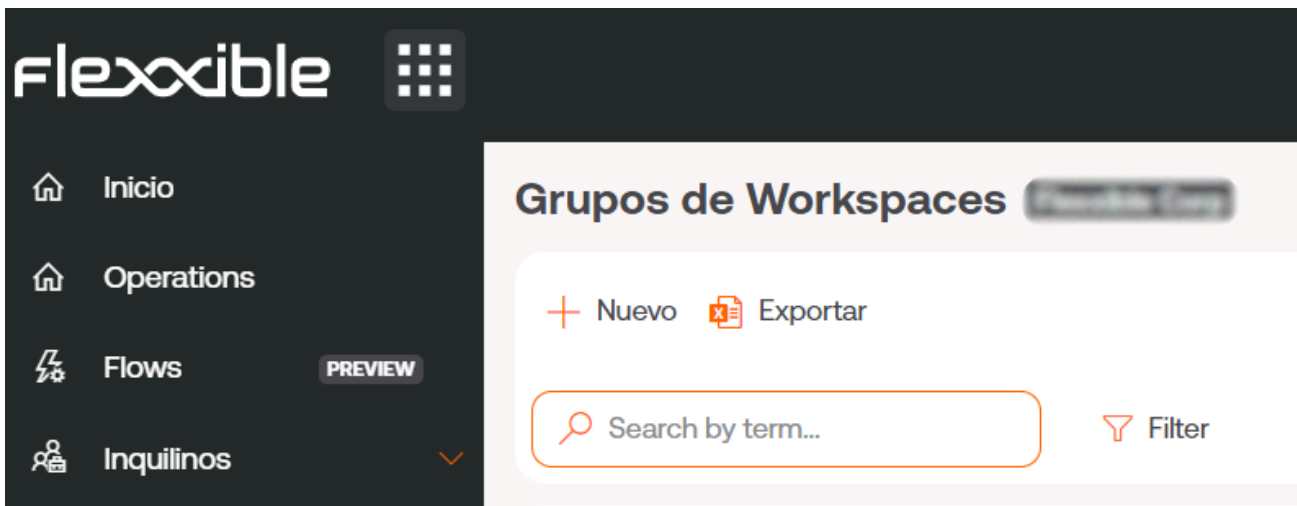 Flexxible
Inicio
Operations
Flows PREVIEW
Inquilinos
Grupos de Workspaces
Nuevo Exportar
Search by term... Filter